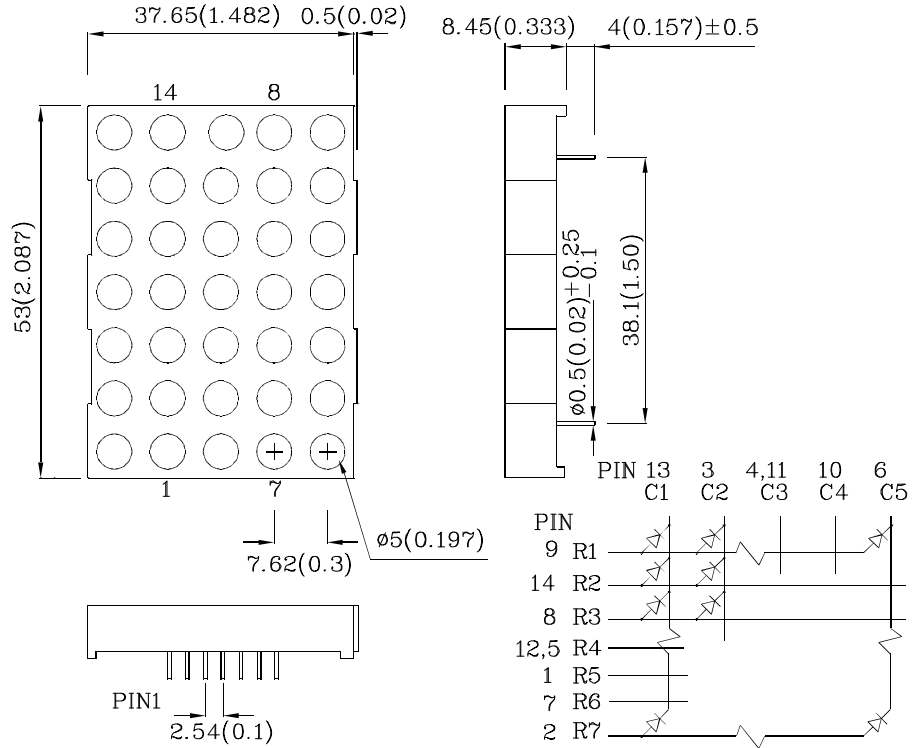 37.65(1.482)
0.5(0.02)
8.45(0.333)
4(0.157)±0.5
14
8
53(2.087)
ø0.5(0.02)+0.25
-0.1
38.1(1.50)
1
7
7.62(0.3)
ø5(0.197)
PIN 13 3 4,11 10 6
C1 C2 C3 C4 C5
PIN
9 R1
14 R2
8 R3
12,5 R4
1 R5
7 R6
2 R7
PIN1
2.54(0.1)